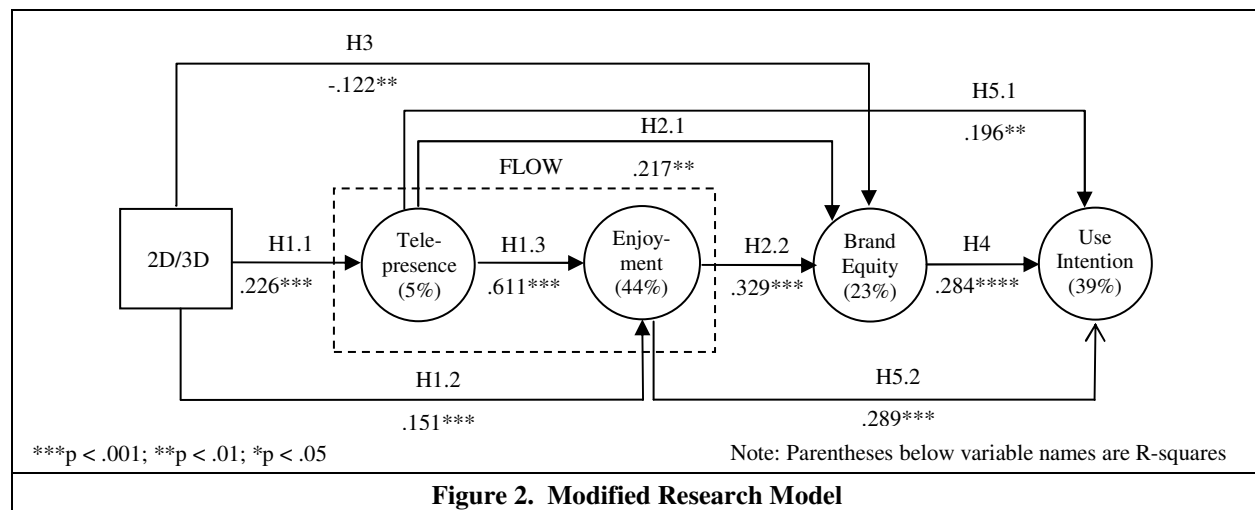 H3
-.122**
H5.1
.196**
H2.1
.217**
FLOW
2D/3D
H1.1
.226***
Tele-
presence
(5%)
H1.3
.611***
Enjoy-
ment
(44%)
H2.2
.329***
Brand
Equity
(23%)
H4
.284****
Use
Intention
(39%)
H1.2
.151***
H5.2
.289***
***p < .001; **p < .01; *p < .05
Note: Parentheses below variable names are R-squares
Figure 2. Modified Research Model